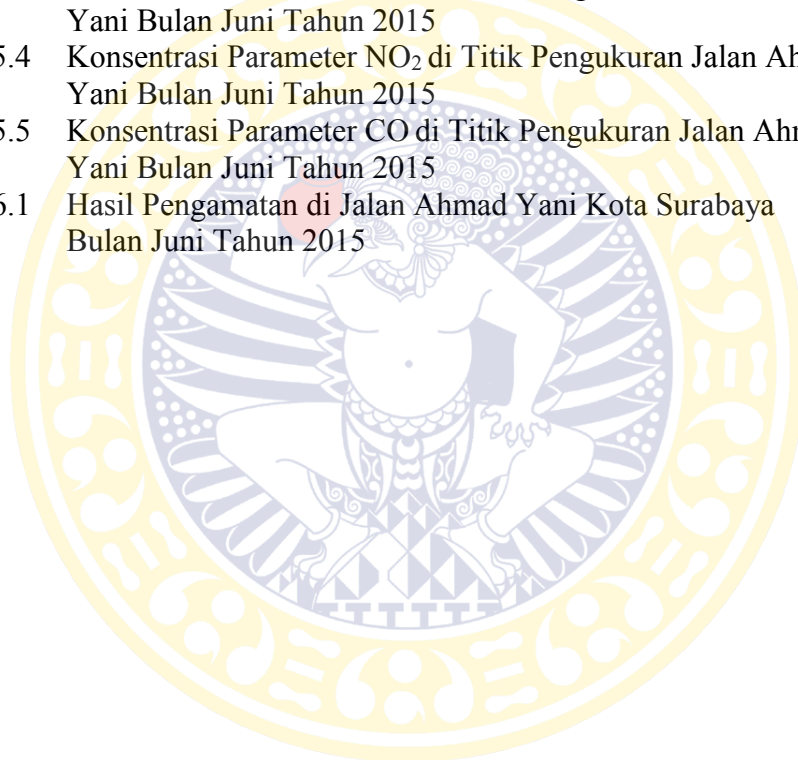 Yani Bulan Juni Tahun 2015
5.4 Konsentrasi Parameter NO₂ di Titik Pengukuran Jalan Ah
Yani Bulan Juni Tahun 2015
5.5 Konsentrasi Parameter CO di Titik Pengukuran Jalan Ahm
Yani Bulan Juni Tahun 2015
6.1 Hasil Pengamatan di Jalan Ahmad Yani Kota Surabaya
Bulan Juni Tahun 2015